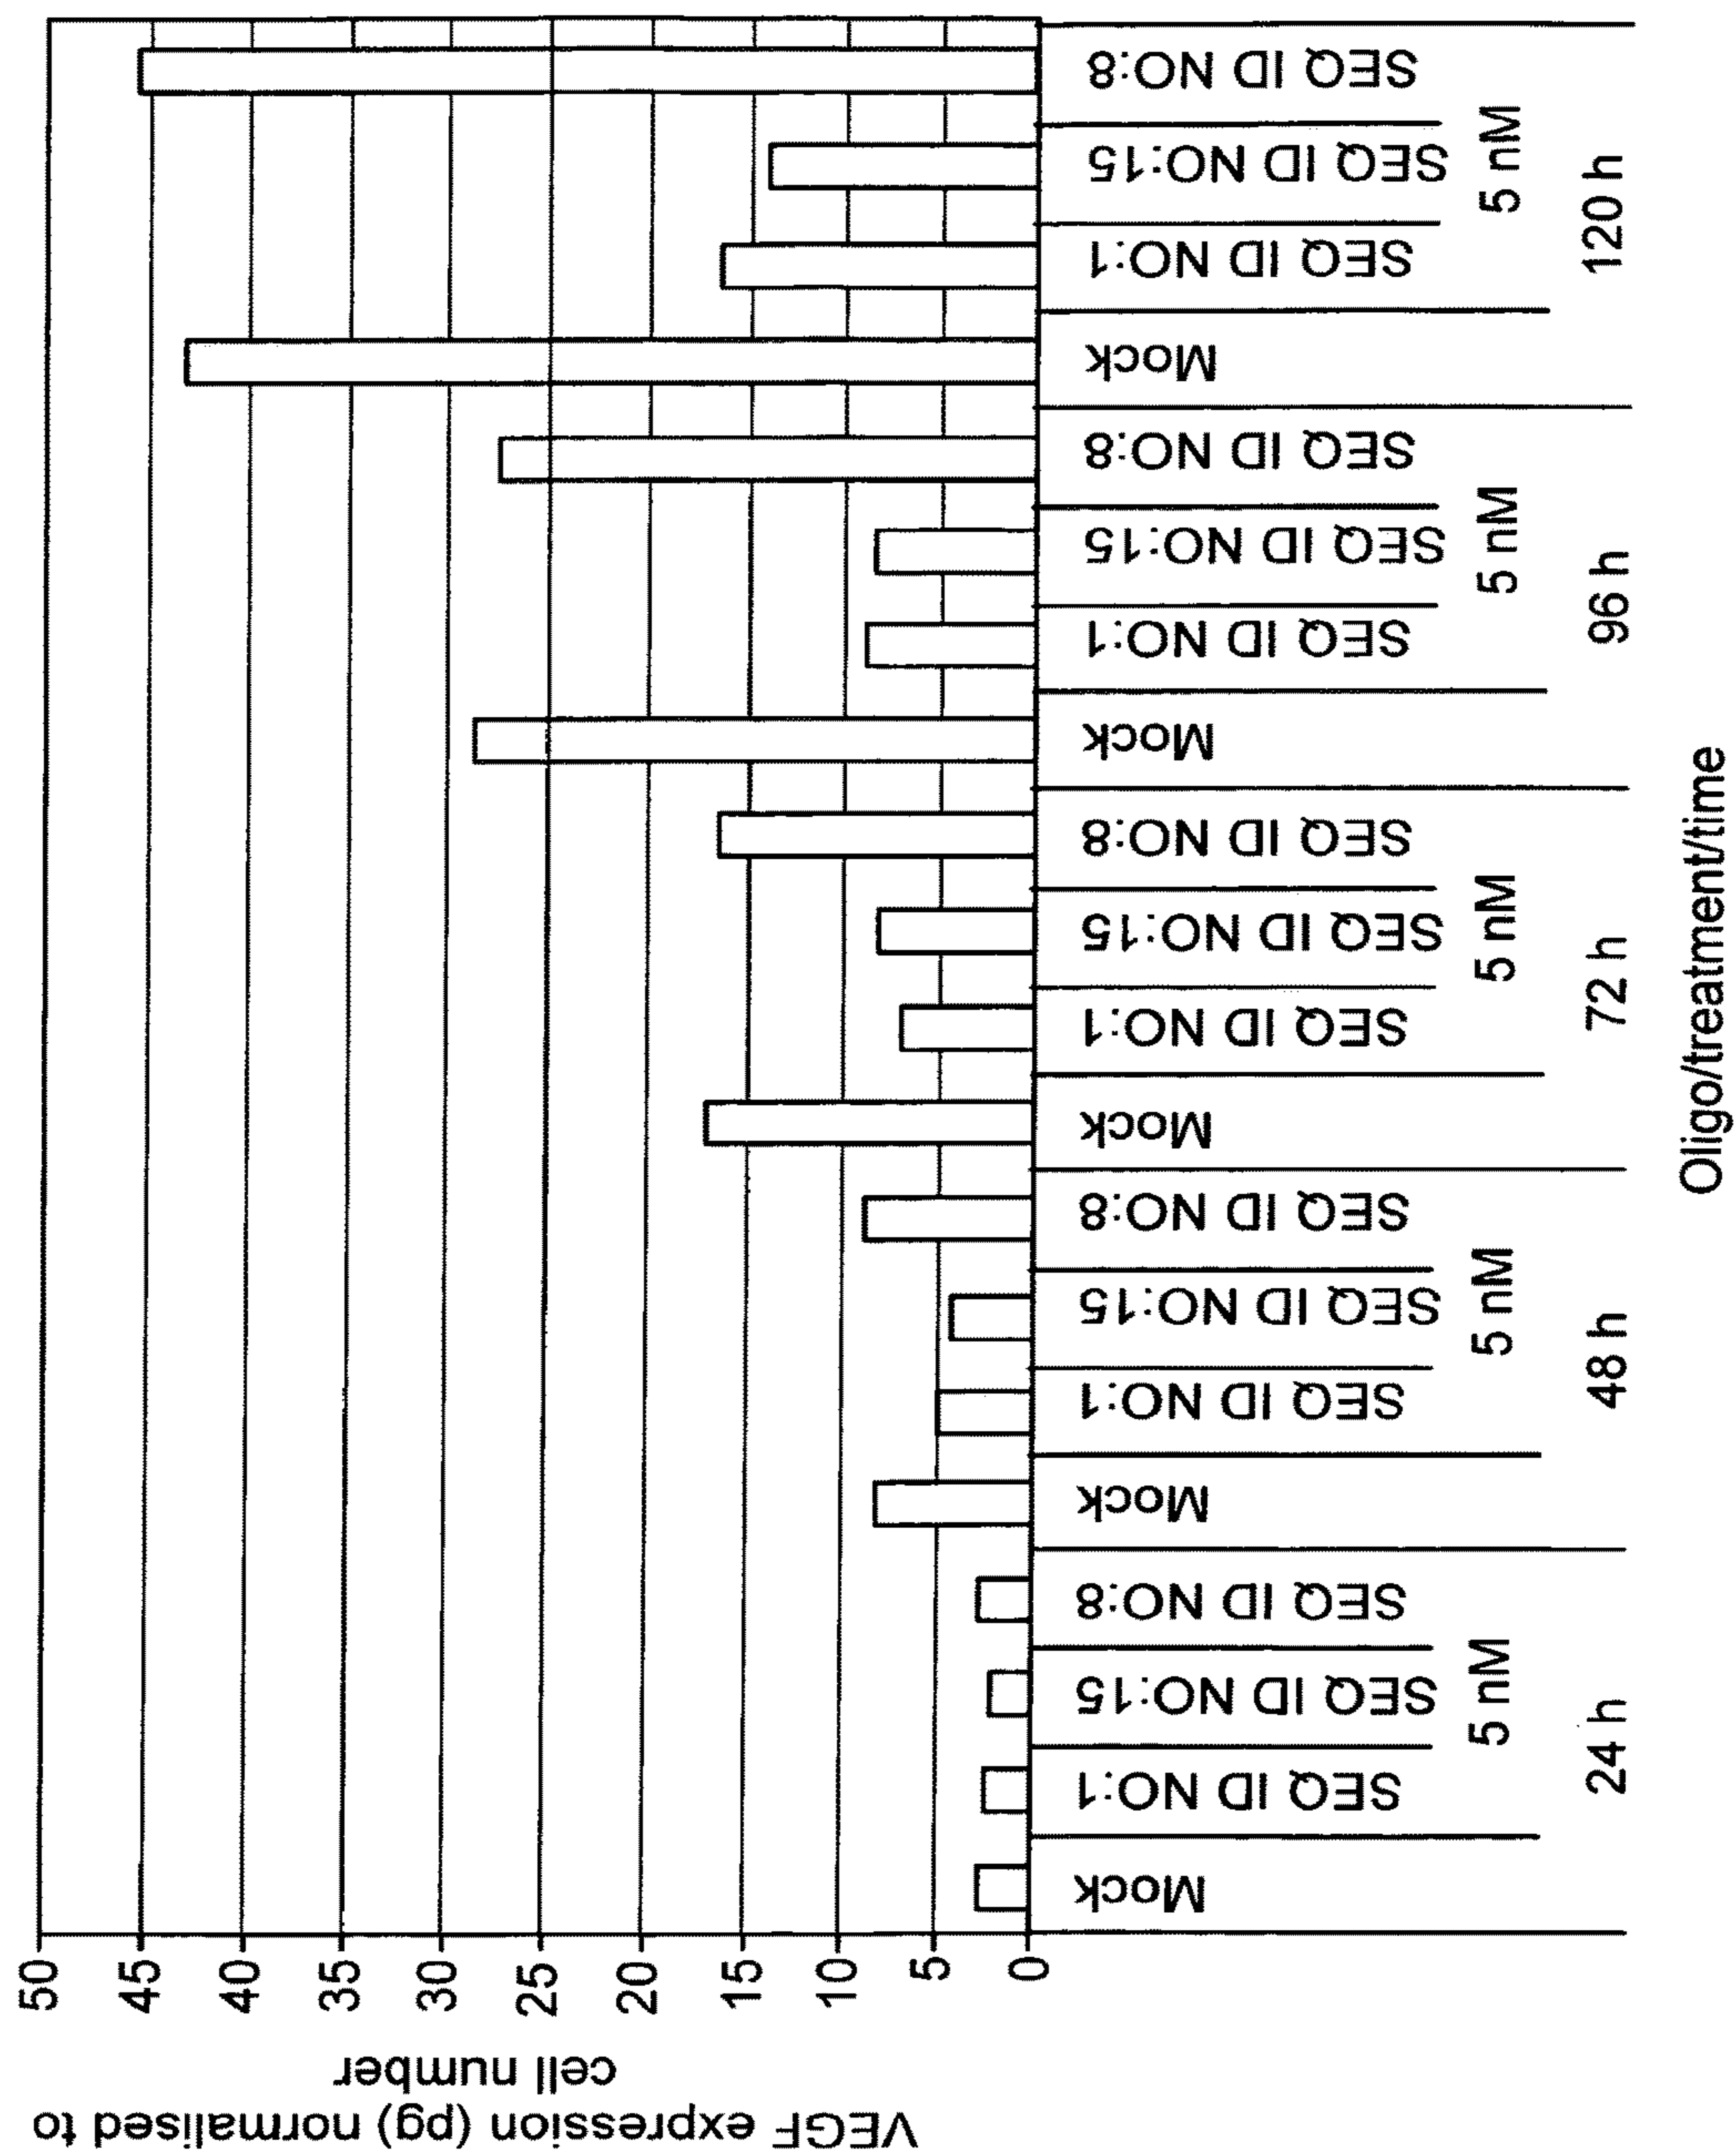 VEGF expression (pg) normalised to
cell number
50
45
40
35
30
25
20
15
10
5
0
Mock
SEQ ID NO:1
SEQ ID NO:15
SEQ ID NO:8
Mock
SEQ ID NO:1
SEQ ID NO:15
SEQ ID NO:8
Mock
SEQ ID NO:1
SEQ ID NO:15
SEQ ID NO:8
Mock
SEQ ID NO:1
SEQ ID NO:15
SEQ ID NO:8
Mock
SEQ ID NO:1
SEQ ID NO:15
SEQ ID NO:8
5 nM
5 nM
5 nM
5 nM
5 nM
24 h
48 h
72 h
96 h
120 h
Oligo/treatment/time